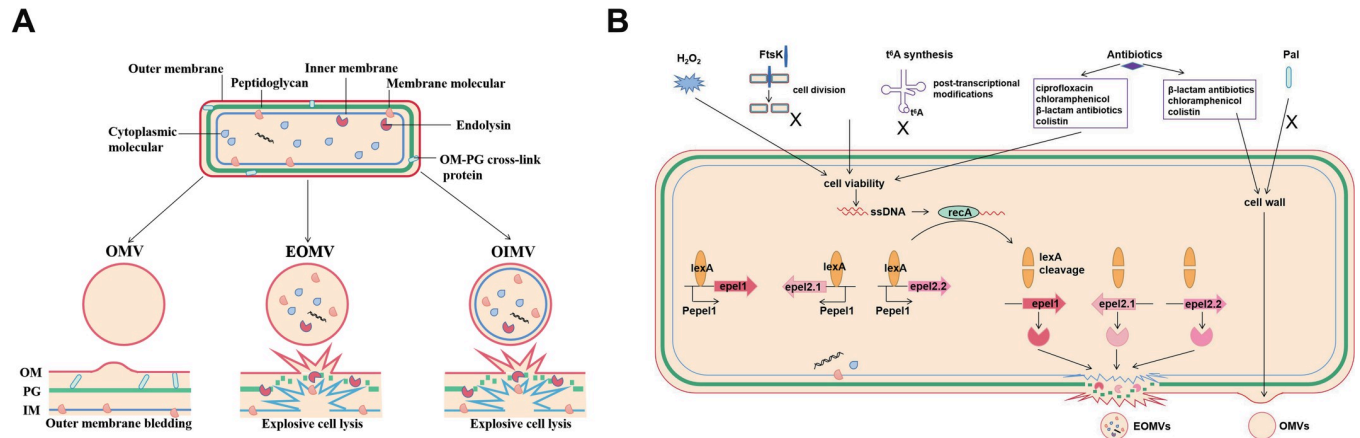 A
Outer membrane
Peptidoglycan
Inner membrane
Membrane molecular
Cytoplasmic
molecular
Endolysin
OM-PG cross-link
protein
OMV
EOMV
OIMV
OM
PG
IM
Outer membrane bledding
Explosive cell lysis
Explosive cell lysis
B
H₂O₂
FtsK
cell division
X
t⁶A synthesis
post-transcriptional
modifications
t⁶A
X
Antibiotics
ciprofloxacin
chloramphenicol
β-lactam antibiotics
colistin
β-lactam antibiotics
chloramphenicol
colistin
Pal
X
cell viability
ssDNA
recA
cell wall
lexA
epel1
Pepel1
lexA
epel2.1
Pepel1
lexA
epel2.2
Pepel1
lexA
cleavage
epel1
epel2.1
epel2.2
EOMVs
OMVs